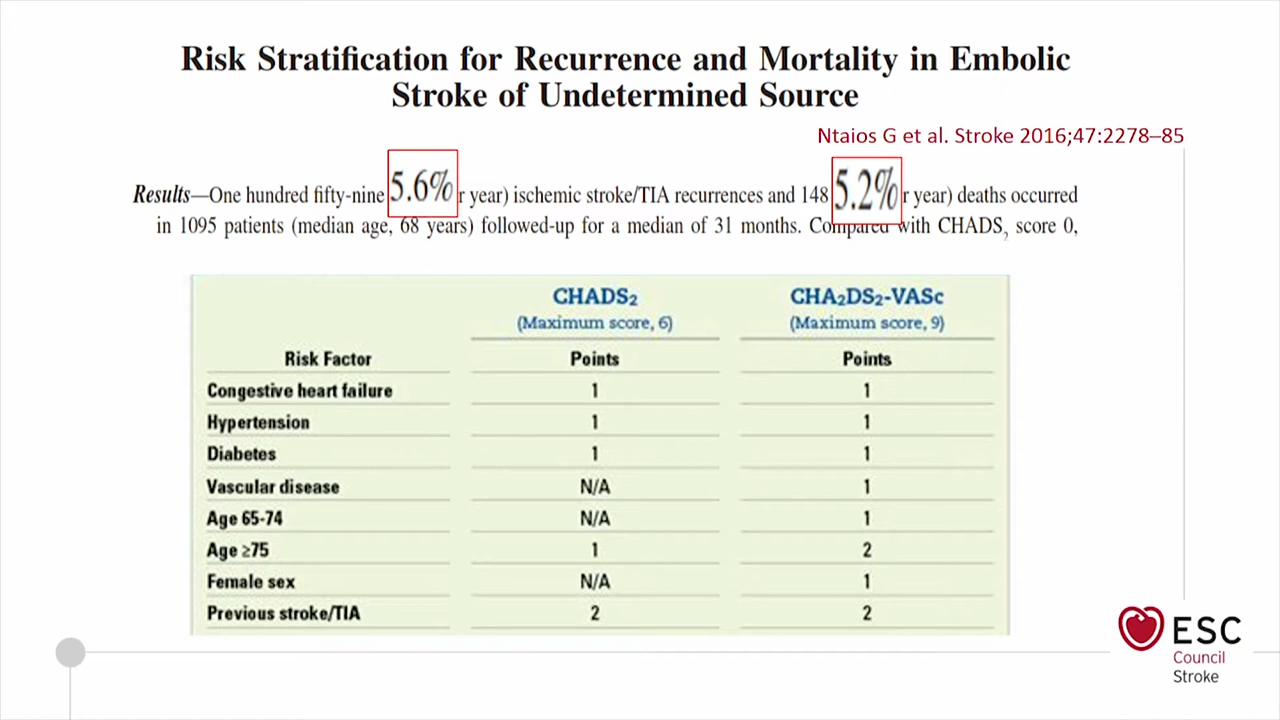 Risk Stratification for Recurrence and Mortality in Embolic
Stroke of Undetermined Source
Ntaios G et al. Stroke 2016;47:2278–85
Results—One hundred fifty-nine 5.6% r year) ischemic stroke/TIA recurrences and 148 5.2% r year) deaths occurred
in 1095 patients (median age, 68 years) followed-up for a median of 31 months. Compared with CHADS₂ score 0,
CHADS₂ CHA₂DS₂-VASc
(Maximum score, 6) (Maximum score, 9)
Risk Factor Points Points
Congestive heart failure 1 1
Hypertension 1 1
Diabetes 1 1
Vascular disease N/A 1
Age 65-74 N/A 1
Age ≥75 1 2
Female sex N/A 1
Previous stroke/TIA 2 2
ESC
Council
Stroke